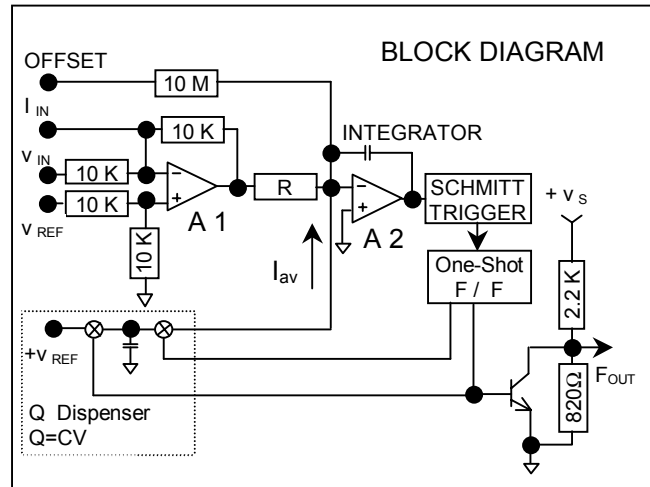 BLOCK DIAGRAM
OFFSET
10 M
I IN
10 K
INTEGRATOR
v IN
10 K
−
+
A 1
R
−
+
A 2
SCHMITT
TRIGGER
+ v S
v REF
10 K
10 K
I av
One-Shot
F / F
2.2 K
F OUT
820Ω
+v REF
Q Dispenser
Q=CV